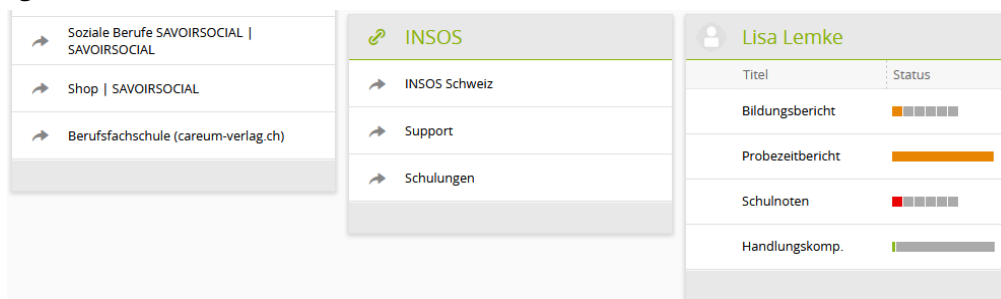 Soziale Berufe SAVOIRSOCIAL |
SAVOIRSOCIAL
Shop | SAVOIRSOCIAL
Berufsfachschule (careum-verlag.ch)
INSOS
INSOS Schweiz
Support
Schulungen
Lisa Lemke
Titel Status
Bildungsbericht
Probezeitbericht
Schulnoten
Handlungskomp.